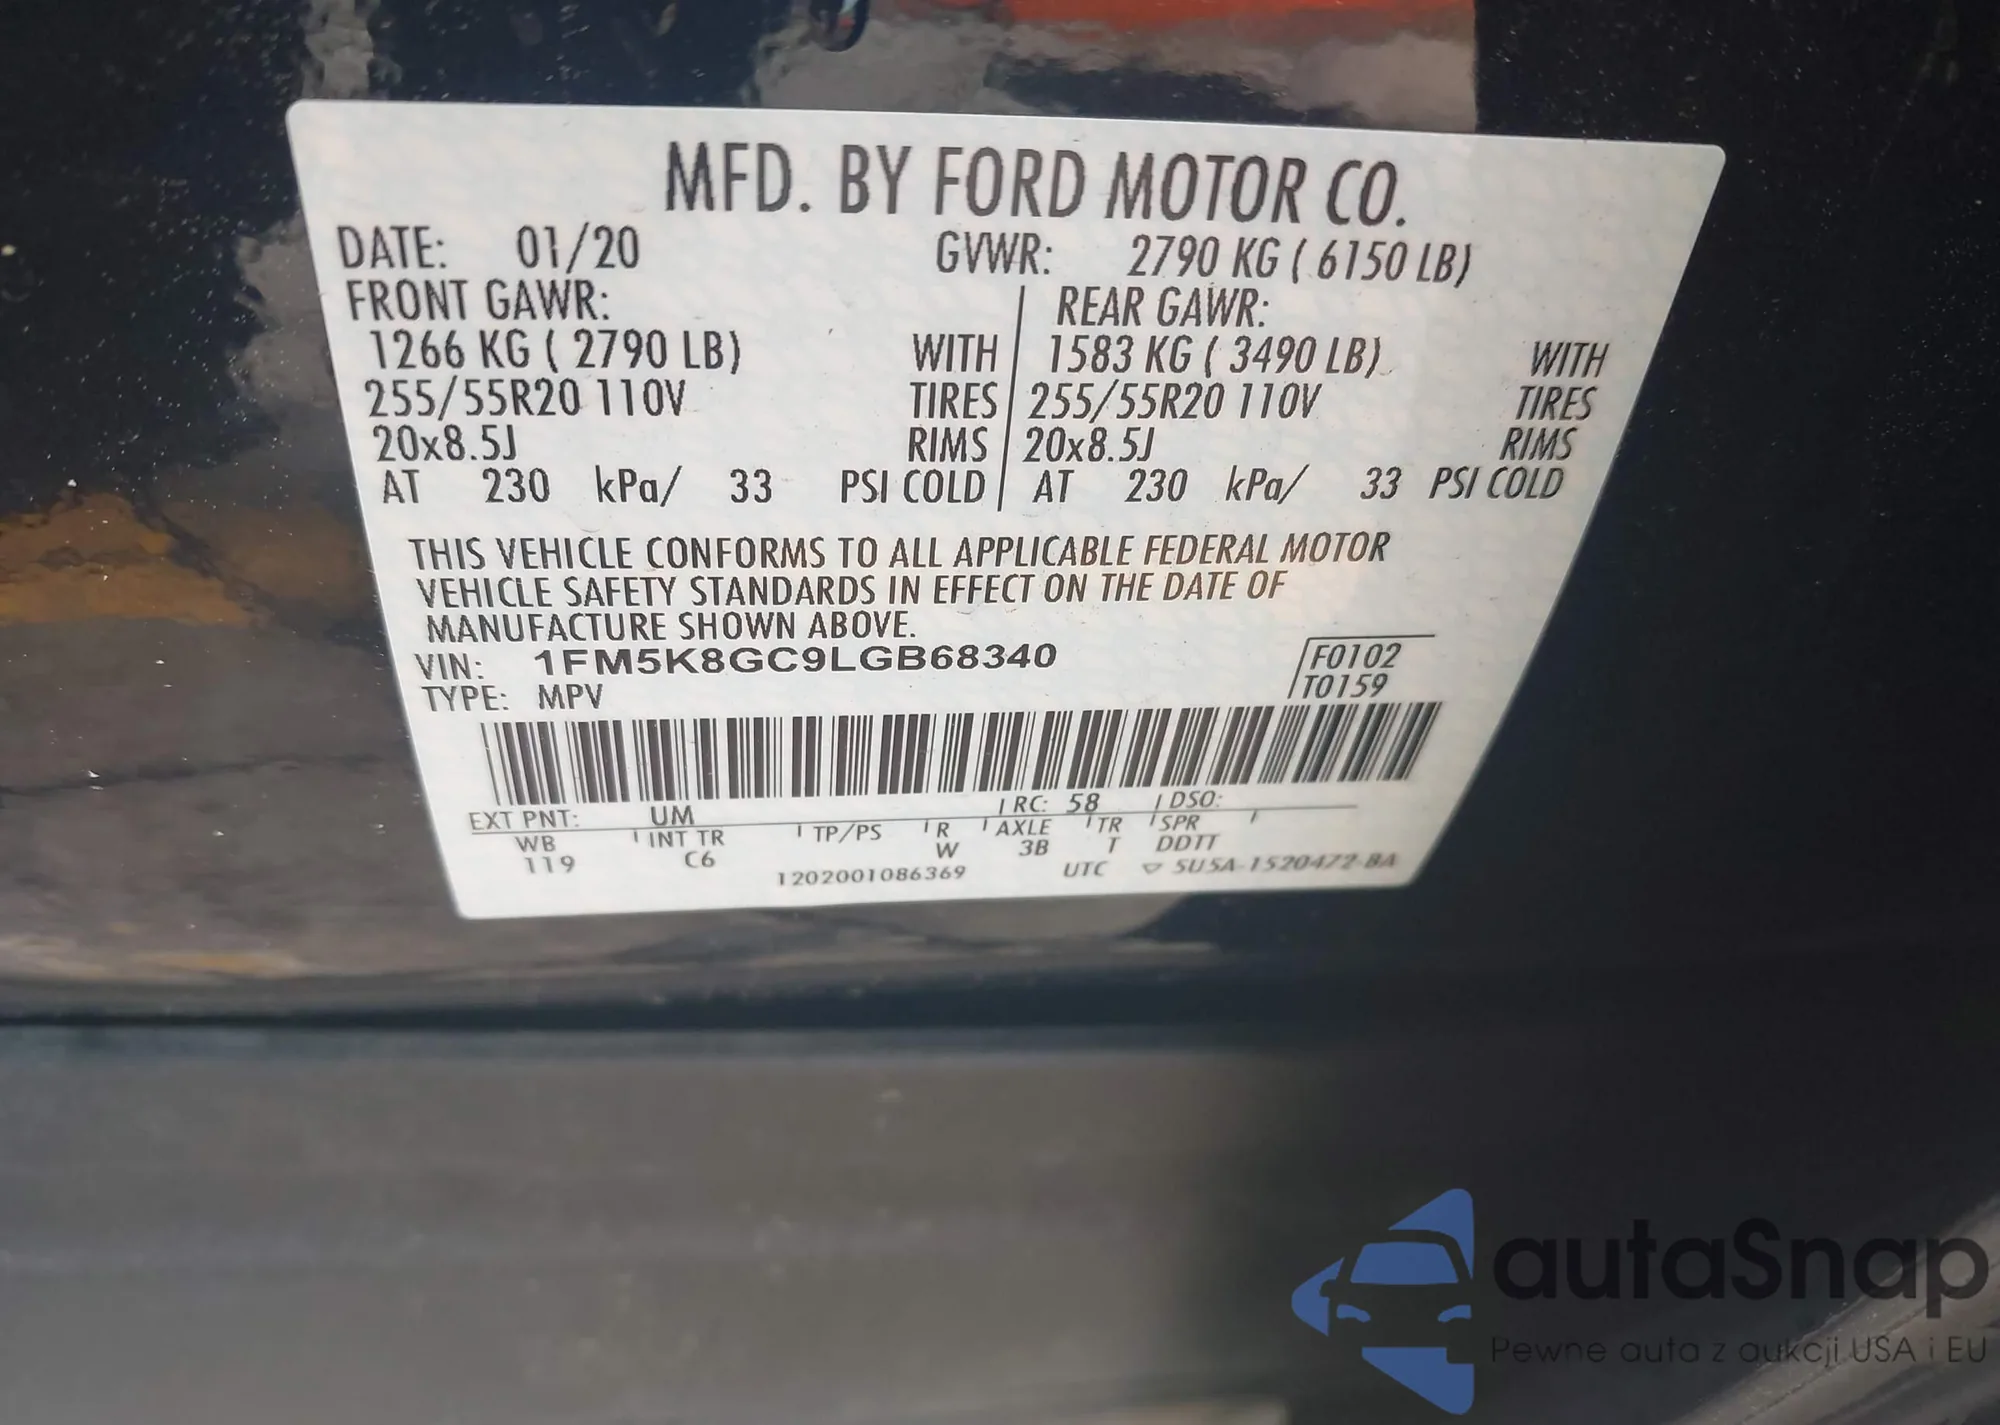 MFD. BY FORD MOTOR CO.
DATE: 01/20 GVWR: 2790 KG ( 6150 LB)
FRONT GAWR: REAR GAWR:
1266 KG ( 2790 LB) WITH 1583 KG ( 3490 LB) WITH
255/55R20 110V TIRES 255/55R20 110V TIRES
20x8.5J RIMS 20x8.5J RIMS
AT 230 kPa/ 33 PSI COLD AT 230 kPa/ 33 PSI COLD
THIS VEHICLE CONFORMS TO ALL APPLICABLE FEDERAL MOTOR
VEHICLE SAFETY STANDARDS IN EFFECT ON THE DATE OF
MANUFACTURE SHOWN ABOVE.
VIN: 1FM5K8GC9LGB68340 F0102
TYPE: MPV T0159
EXT PNT: UM RC: 58 DSO:
WB INT TR TP/PS R AXLE TR SPR
119 C6 W 3B T DDTT
1202001086369 UTC 5U5A-1520472-BA
autaSnap
Pewne auta z aukcji USA i EU